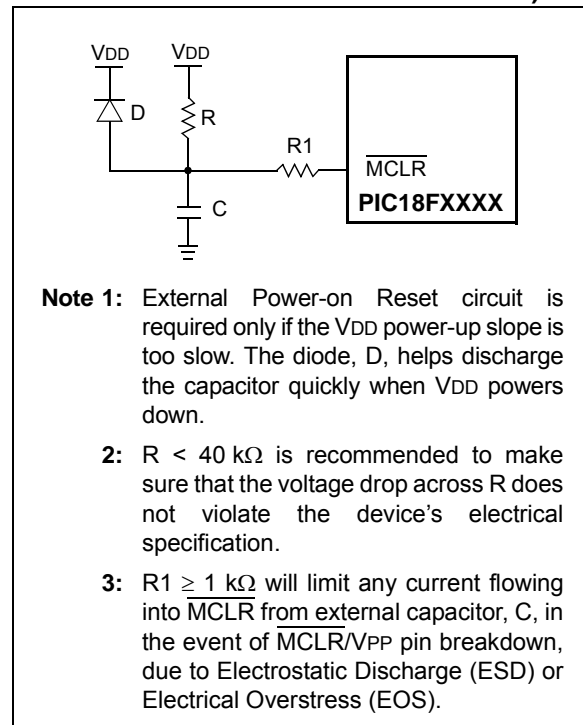 VDD VDD
D
R
R1
MCLR
PIC18FXXXX
C
Note 1: External Power-on Reset circuit is
required only if the VDD power-up slope is
too slow. The diode, D, helps discharge
the capacitor quickly when VDD powers
down.
2: R < 40 kΩ is recommended to make
sure that the voltage drop across R does
not violate the device's electrical
specification.
3: R1 ≥ 1 kΩ will limit any current flowing
into MCLR from external capacitor, C, in
the event of MCLR/VPP pin breakdown,
due to Electrostatic Discharge (ESD) or
Electrical Overstress (EOS).